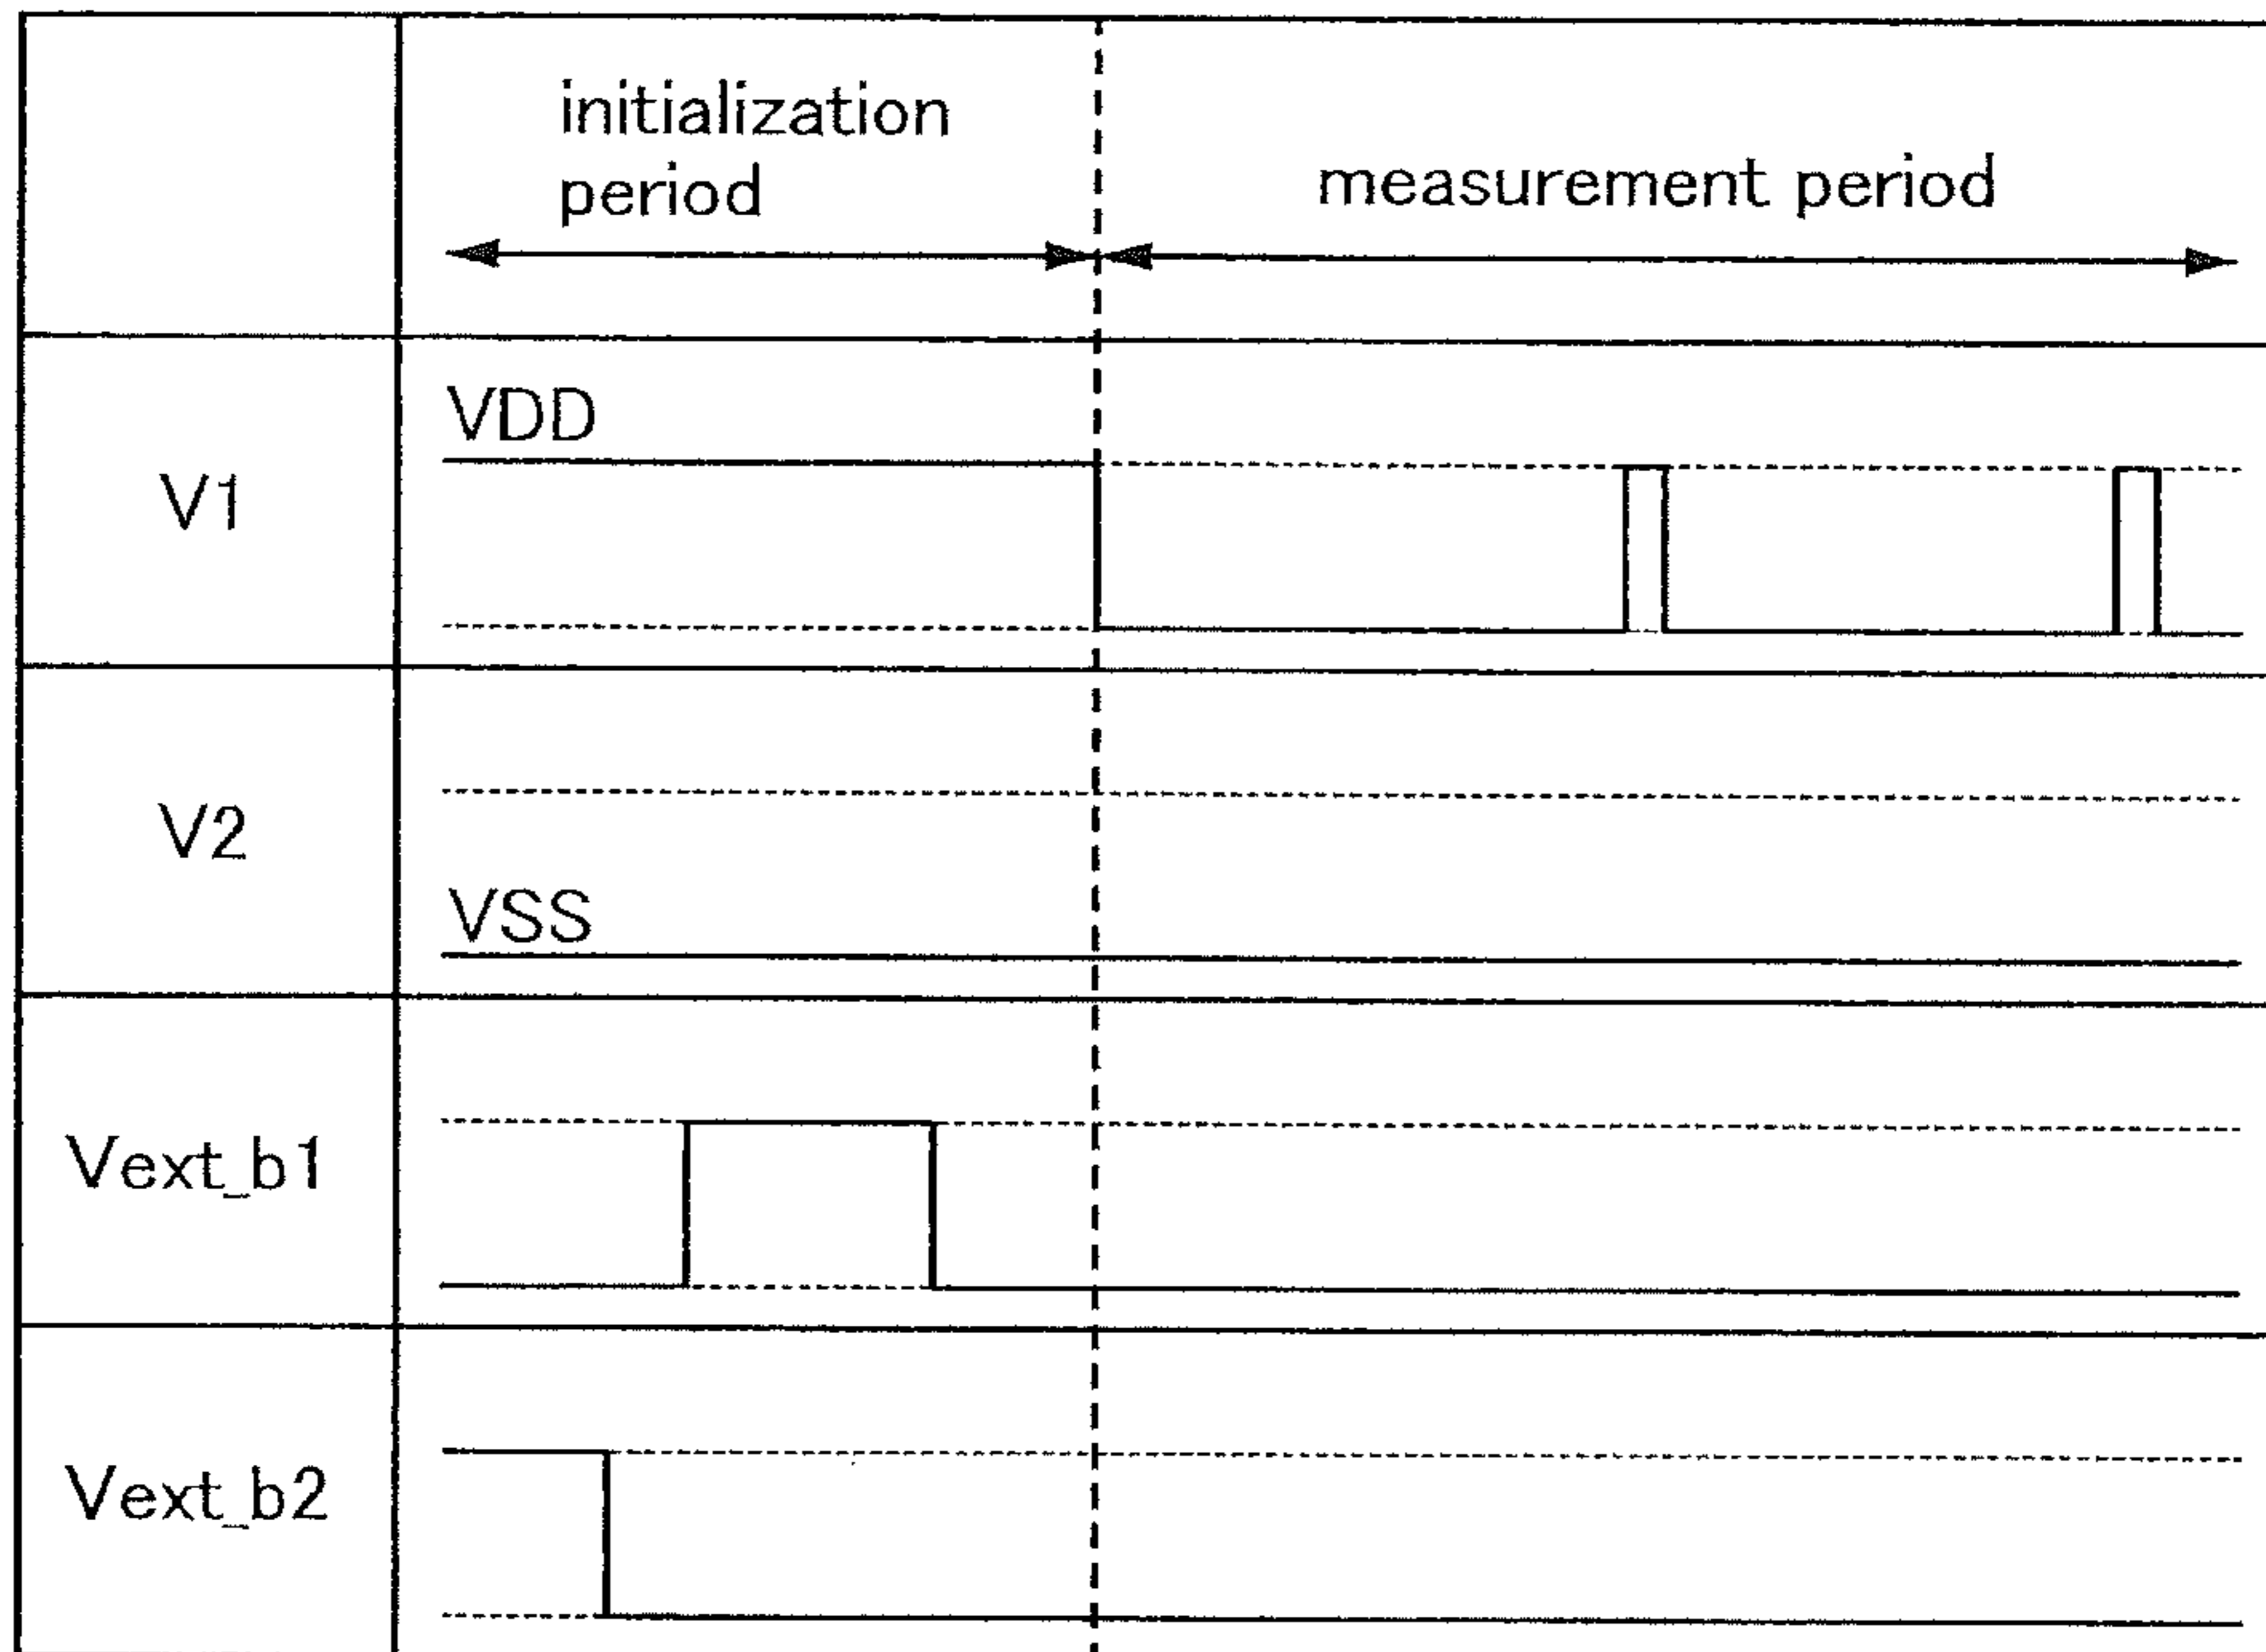 initialization
period
measurement period
VDD
V1
V2
VSS
Vext_b1
Vext_b2